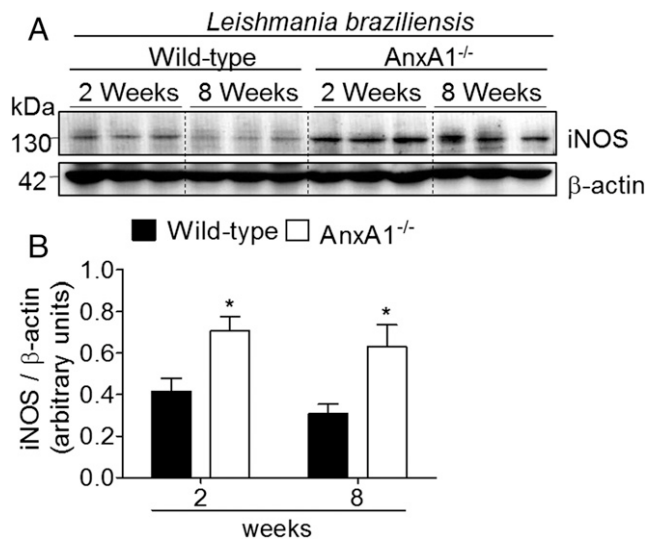 A
Leishmania braziliensis
Wild-type AnxA1-/-
2 Weeks 8 Weeks 2 Weeks 8 Weeks
kDa
130 iNOS
42 β-actin
B
Wild-type AnxA1-/-
iNOS / β-actin
(arbitrary units)
1.0
0.8
0.6
0.4
0.2
0.0
* *
2 8
weeks